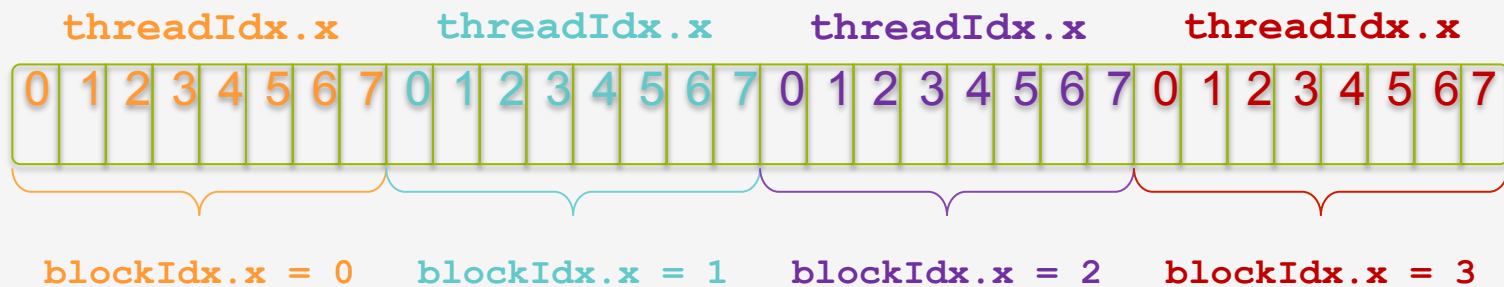 threadIdx.x threadIdx.x threadIdx.x threadIdx.x
0 1 2 3 4 5 6 7 0 1 2 3 4 5 6 7 0 1 2 3 4 5 6 7 0 1 2 3 4 5 6 7
blockIdx.x = 0 blockIdx.x = 1 blockIdx.x = 2 blockIdx.x = 3